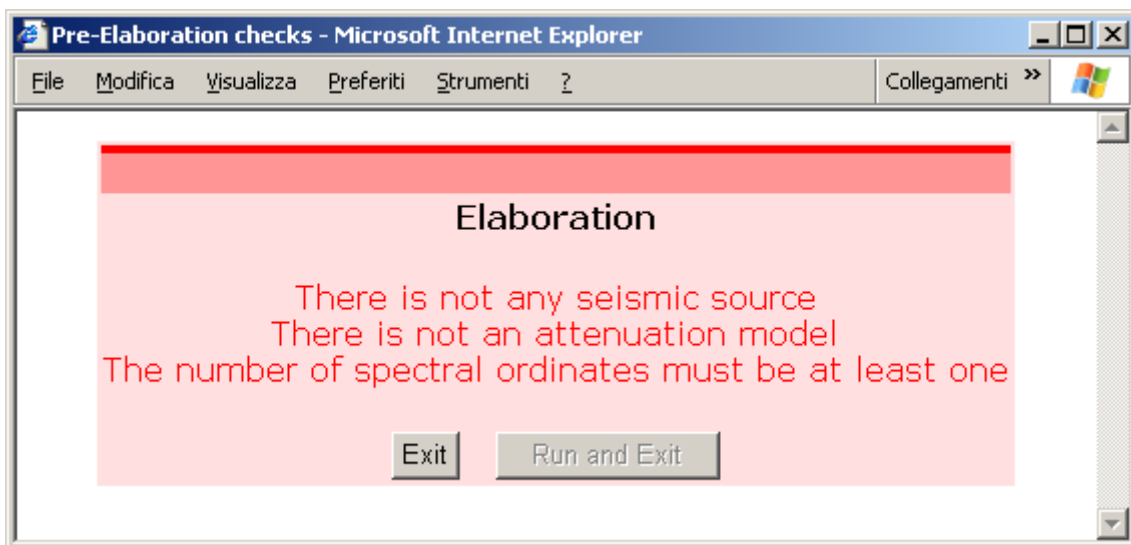 Pre-Elaboration checks - Microsoft Internet Explorer
File Modifica Visualizza Preferiti Strumenti ? Collegamenti »
Elaboration
There is not any seismic source
There is not an attenuation model
The number of spectral ordinates must be at least one
Exit Run and Exit